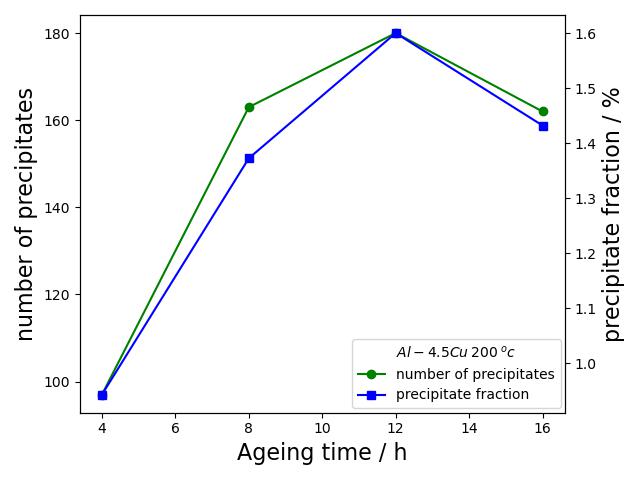 180
160
140
120
100
number of precipitates
1.6
1.5
1.4
1.3
1.2
1.1
1.0
precipitate fraction / %
Al − 4.5Cu 200 °c
number of precipitates
precipitate fraction
4 6 8 10 12 14 16
Ageing time / h